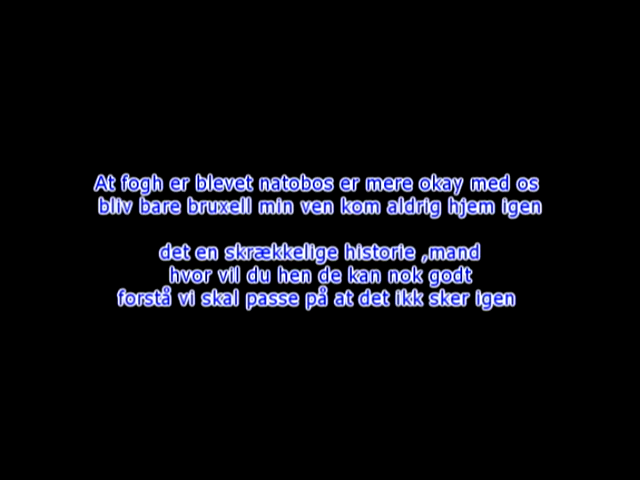 At fogh er blevet natobos er mere okay med os
bliv bare bruxell min ven kom aldrig hjem igen
det en skrækkelige historie ,mand
hvor vil du hen de kan nok godt
forstå vi skal passe på at det ikk sker igen